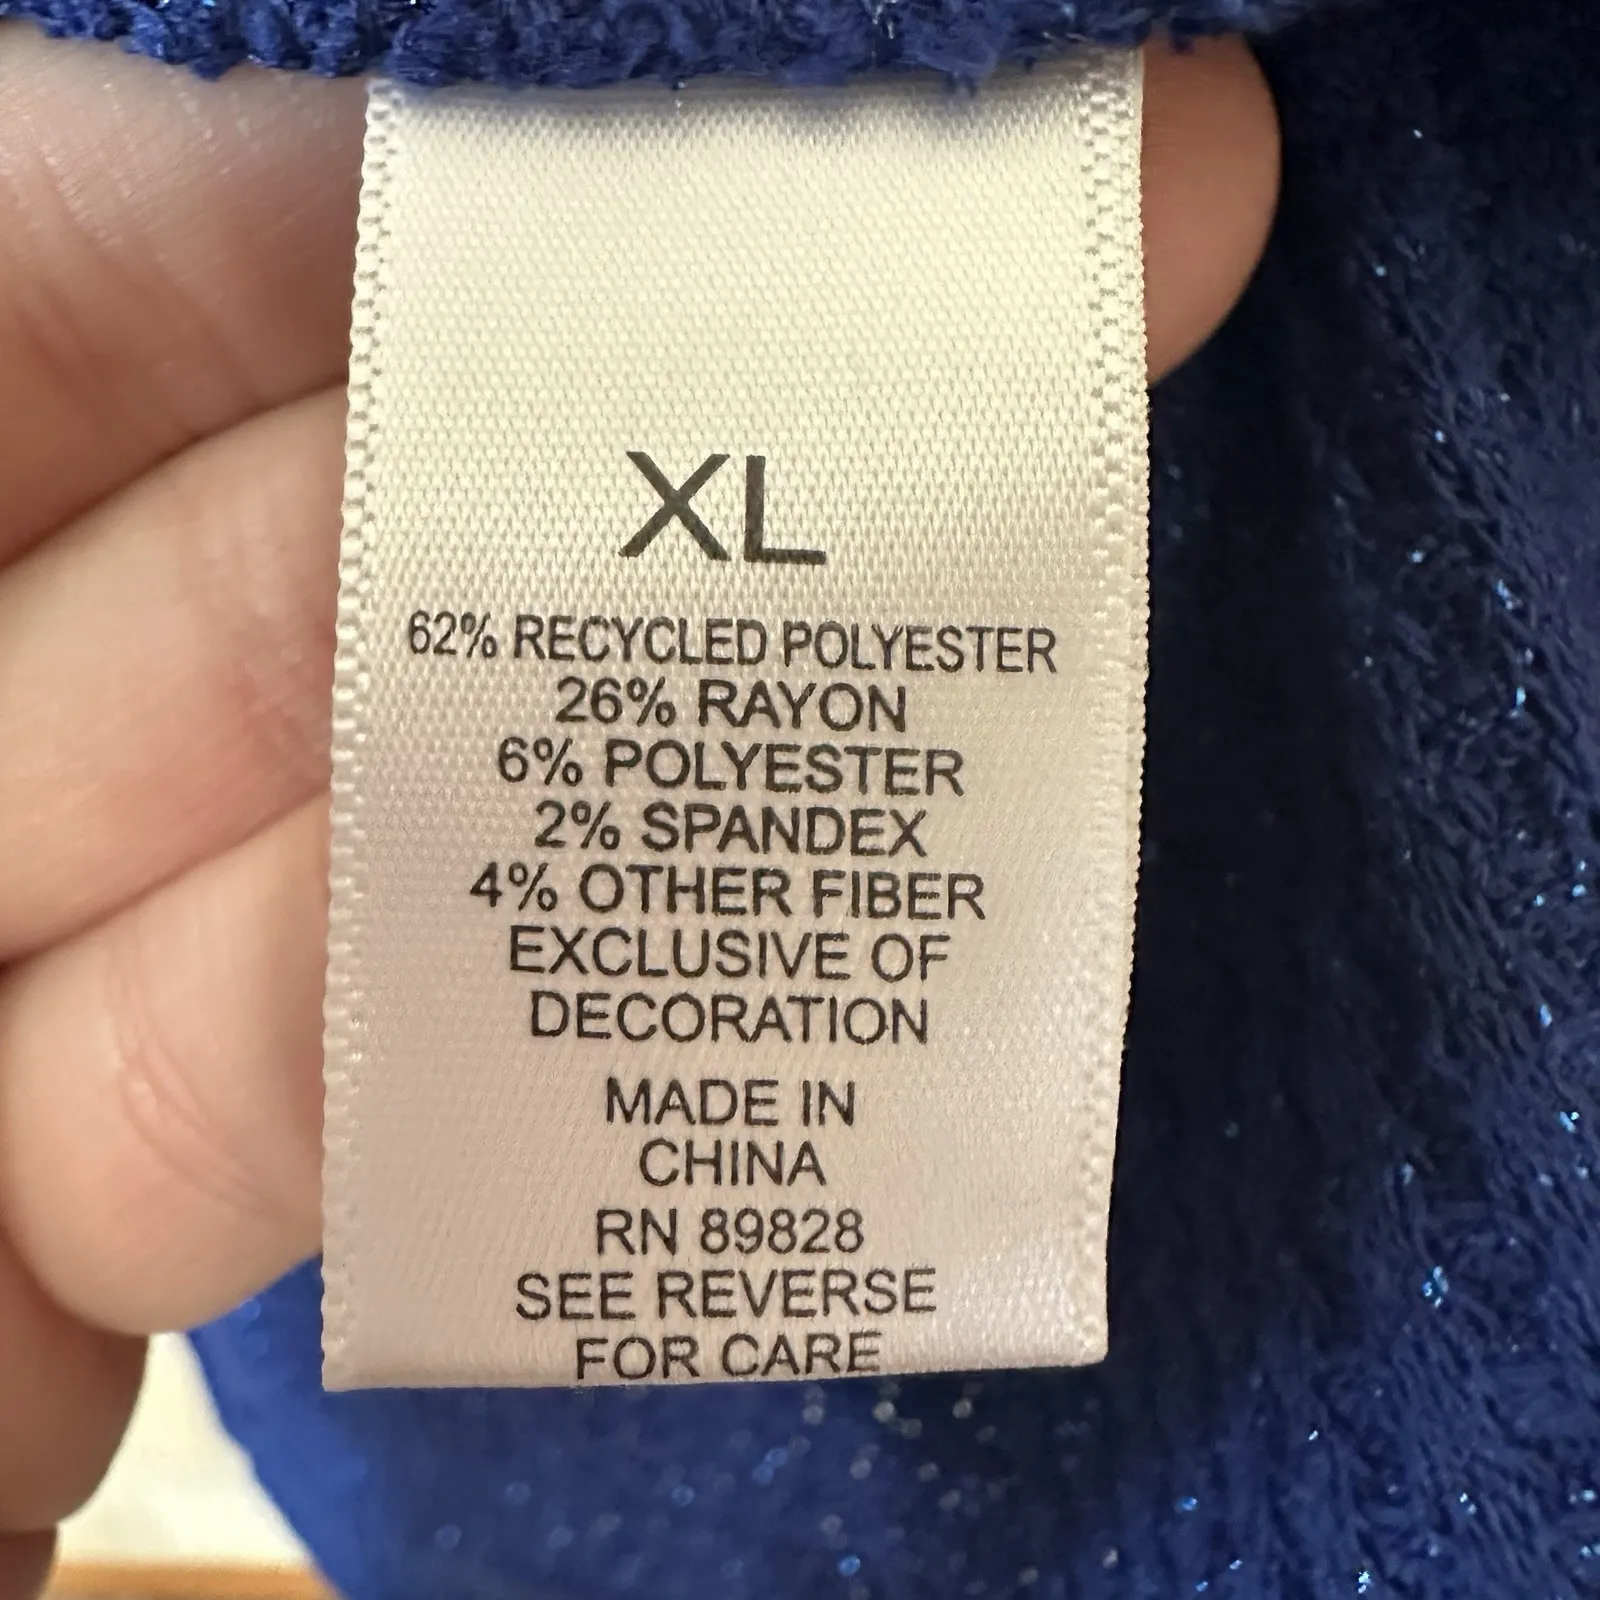 XL
62% RECYCLED POLYESTER
26% RAYON
6% POLYESTER
2% SPANDEX
4% OTHER FIBER
EXCLUSIVE OF
DECORATION
MADE IN
CHINA
RN 89828
SEE REVERSE
FOR CARE